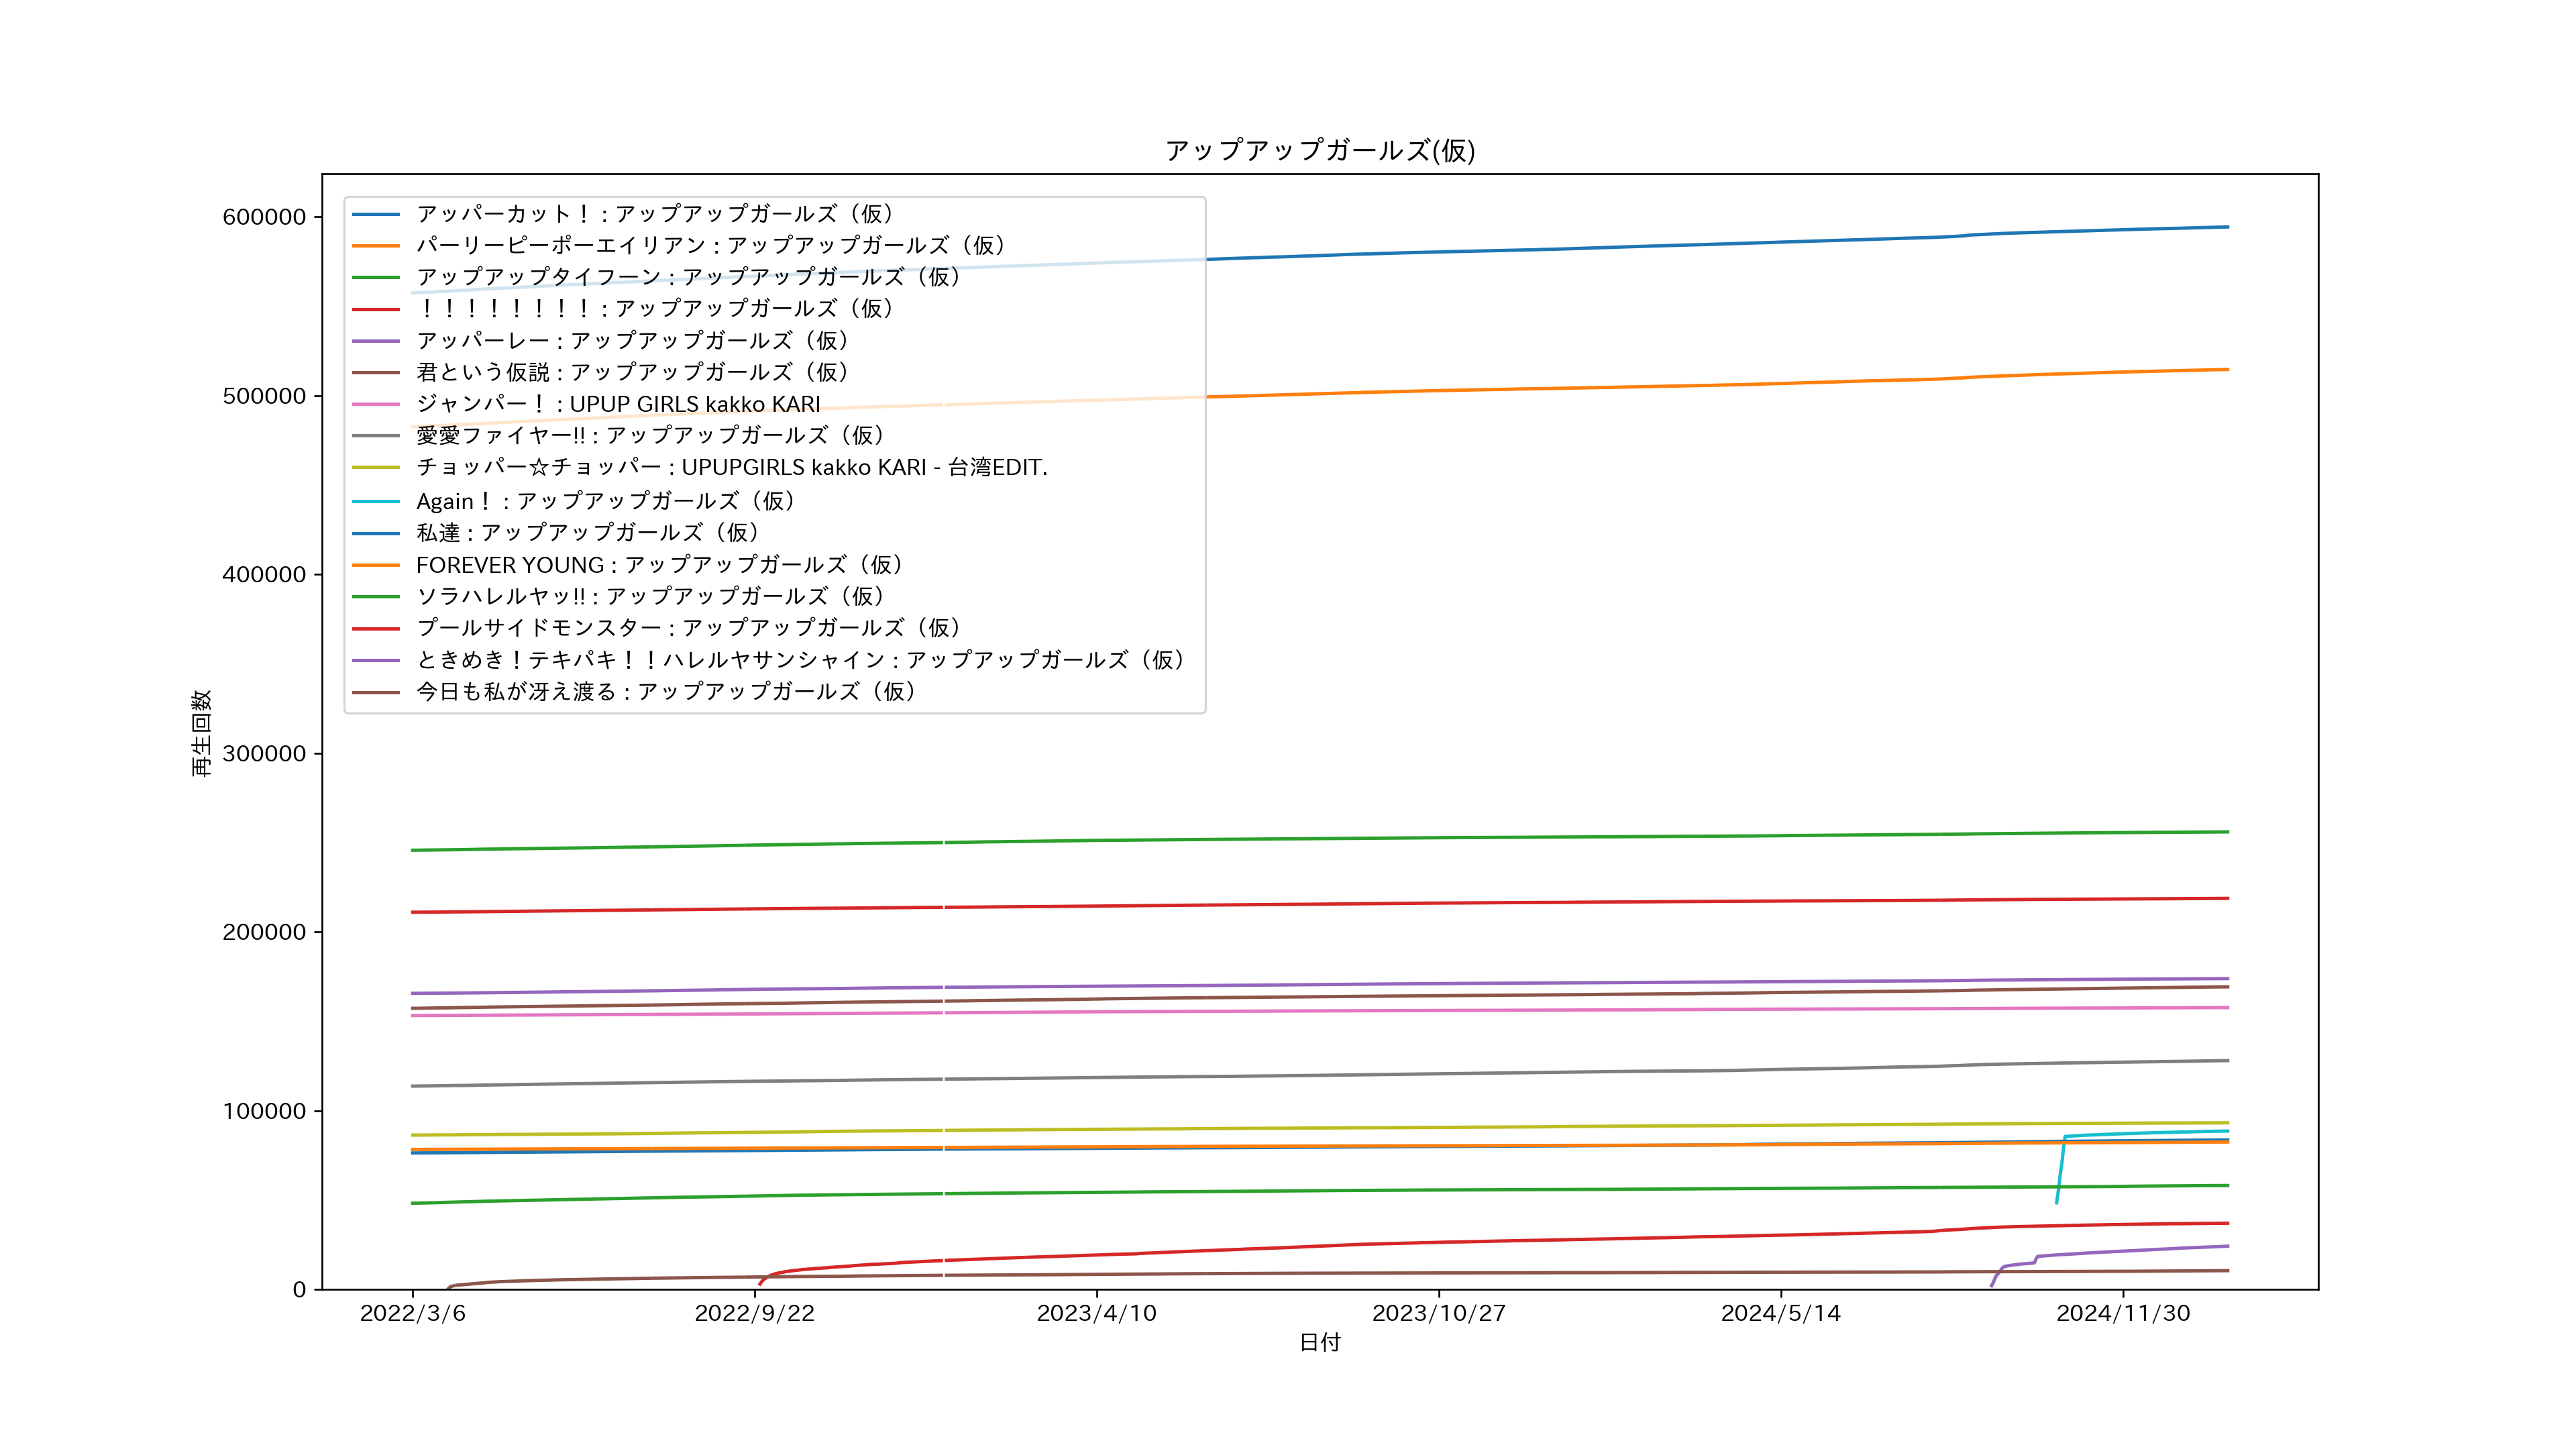 アップアップガールズ(仮)
600000
500000
400000
300000
200000
100000
0
再生回数
アッパーカット！ : アップアップガールズ（仮）
パーリーピーポーエイリアン : アップアップガールズ（仮）
アップアップタイフーン : アップアップガールズ（仮）
！！！！！！！！ : アップアップガールズ（仮）
アッパーレー : アップアップガールズ（仮）
君という仮説 : アップアップガールズ（仮）
ジャンパー！ : UPUP GIRLS kakko KARI
愛愛ファイヤー!! : アップアップガールズ（仮）
チョッパー☆チョッパー : UPUPGIRLS kakko KARI - 台湾EDIT.
Again！ : アップアップガールズ（仮）
私達 : アップアップガールズ（仮）
FOREVER YOUNG : アップアップガールズ（仮）
ソラハレルヤッ!! : アップアップガールズ（仮）
プールサイドモンスター : アップアップガールズ（仮）
ときめき！テキパキ！！ハレルヤサンシャイン : アップアップガールズ（仮）
今日も私が冴え渡る : アップアップガールズ（仮）
2022/3/6
2022/9/22
2023/4/10
2023/10/27
2024/5/14
2024/11/30
日付